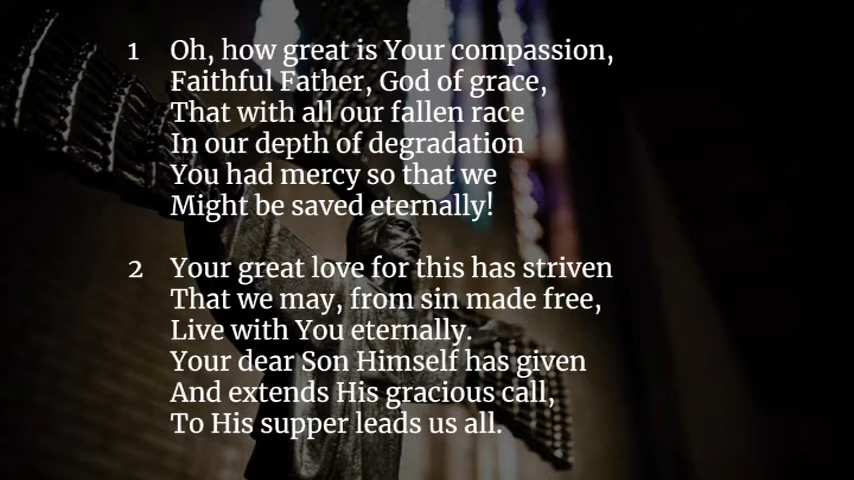 1 Oh, how great is Your compassion,
Faithful Father, God of grace,
That with all our fallen race
In our depth of degradation
You had mercy so that we
Might be saved eternally!
2 Your great love for this has striven
That we may, from sin made free,
Live with You eternally.
Your dear Son Himself has given
And extends His gracious call,
To His supper leads us all.